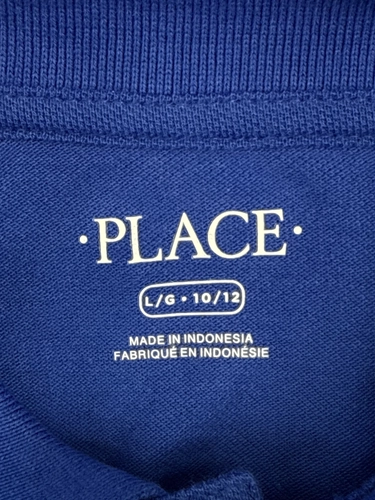 ·PLACE·
L/G • 10/12
MADE IN INDONESIA
FABRIQUÉ EN INDONÉSIE